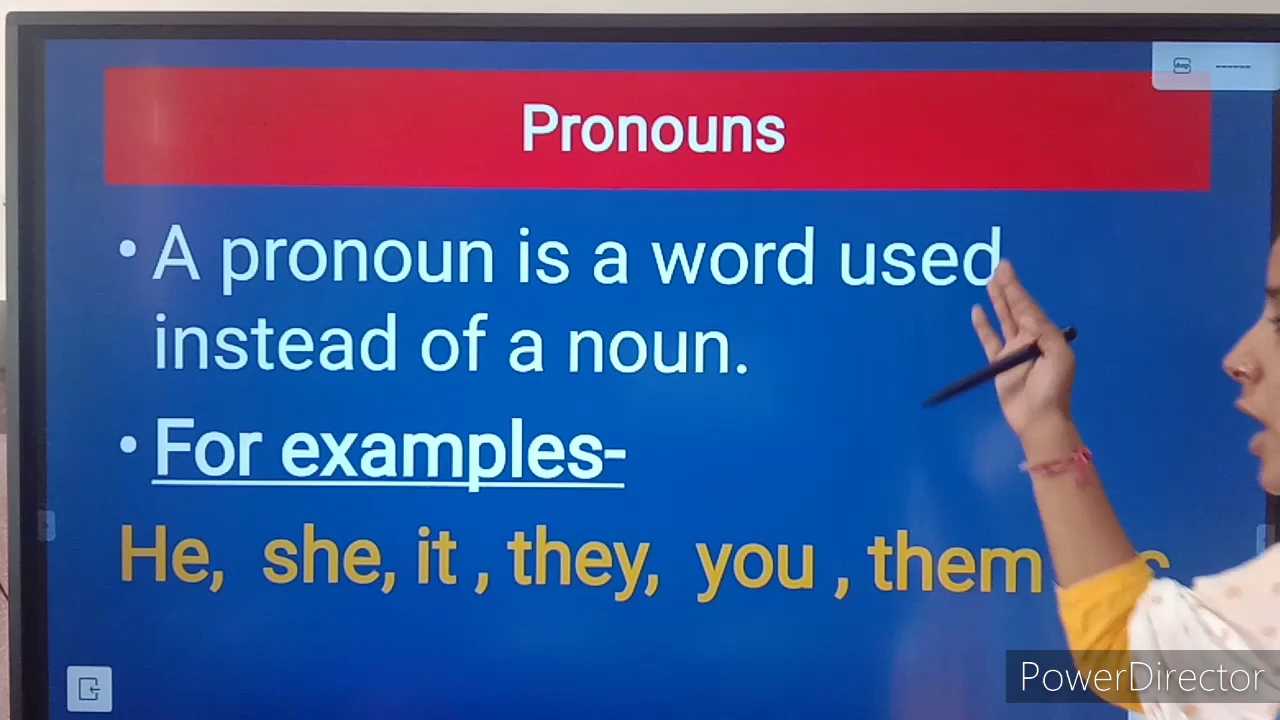 Pronouns
• A pronoun is a word used
instead of a noun.
• For examples-
He, she, it , they, you , them
PowerDirector